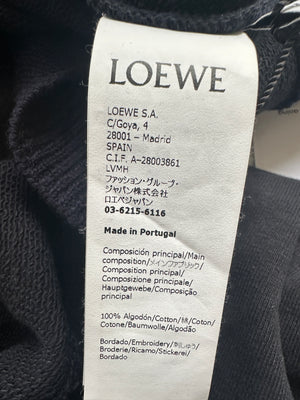 LOEWE
LOEWE S.A.
C/Goya, 4
28001 - Madrid
SPAIN
C.I.F. A-28003861
LVMH
ファッション・グループ・
ジャパン株式会社
ロエベジャパン
03-6215-6116
Made in Portugal
Composición principal/Main
composition/メインファブリック/
Composition principal/
Composizione principale/
Hauptgewebe/Composição
principal
100% Algodón/Cotton/綿/Coton/
Cotone/Baumwolle/Algodão
Bordado/Embroidery/刺しゅう/
Broderie/Ricamo/Stickerei/
Bordado